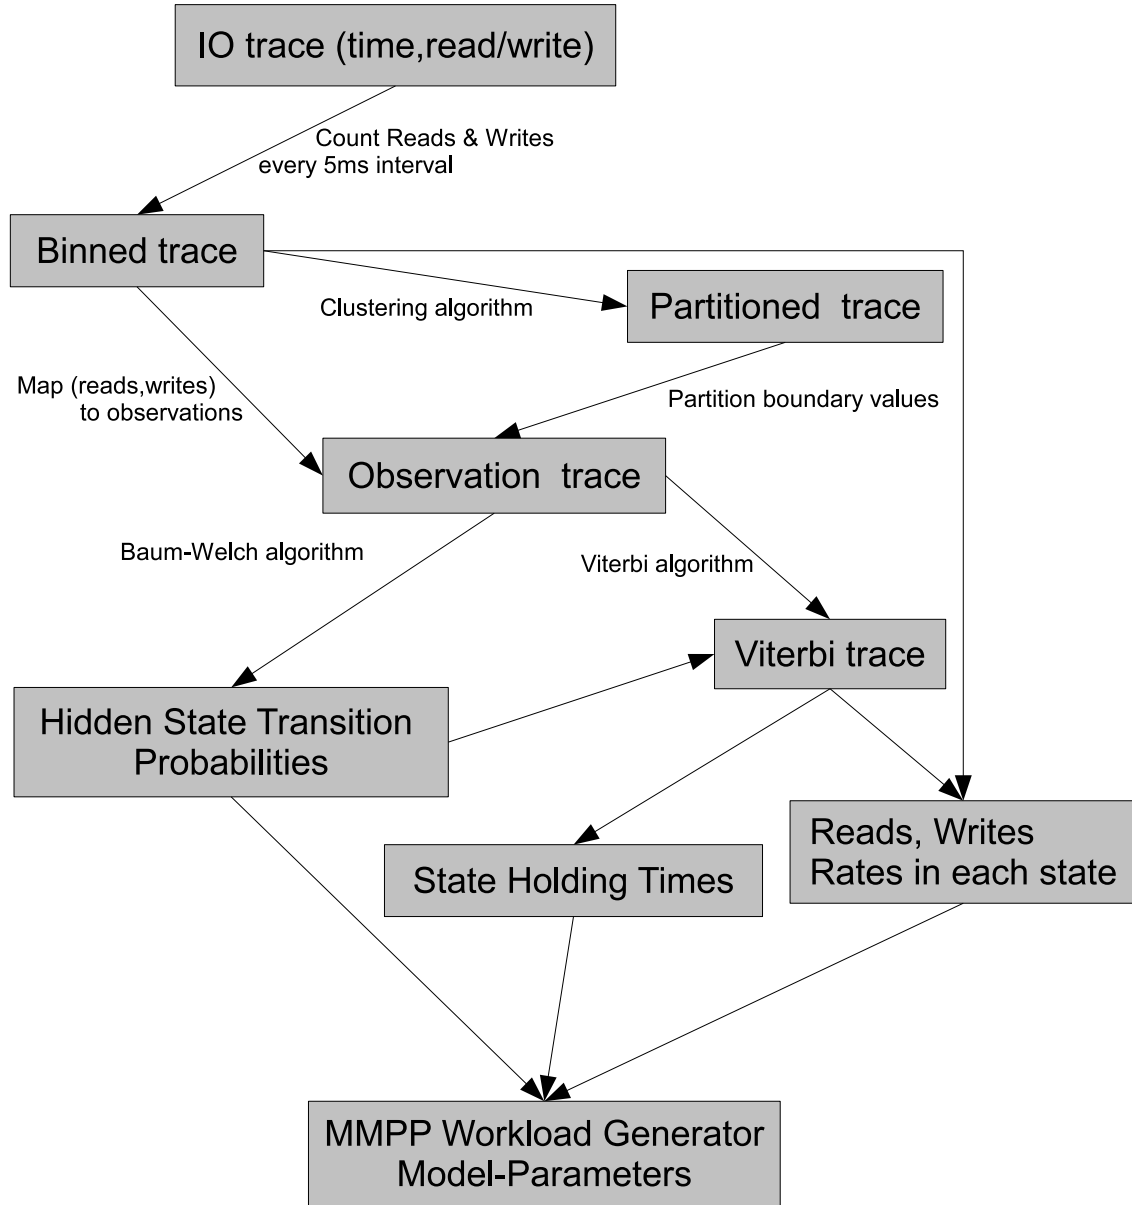 IO trace (time,read/write)
Count Reads & Writes
every 5ms interval
Binned trace
Clustering algorithm
Partitioned trace
Map (reads,writes)
to observations
Partition boundary values
Observation trace
Baum-Welch algorithm
Viterbi algorithm
Viterbi trace
Hidden State Transition
Probabilities
Reads, Writes
Rates in each state
State Holding Times
MMPP Workload Generator
Model-Parameters